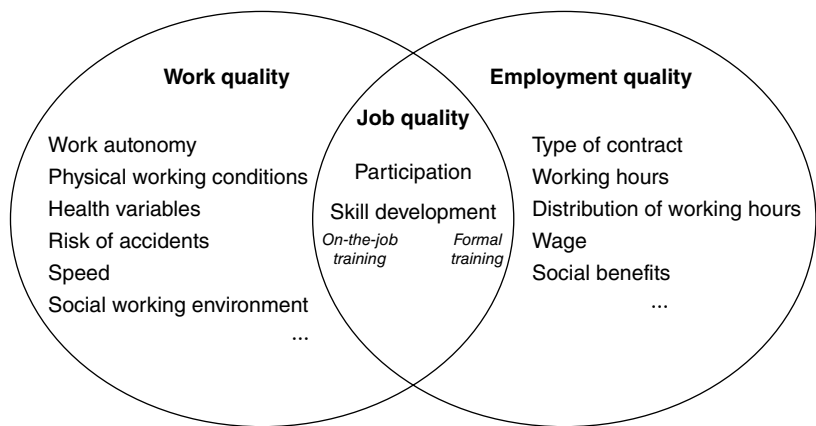 Work quality
Employment quality
Job quality
Work autonomy
Physical working conditions
Health variables
Risk of accidents
Speed
Social working environment
...
Participation
Skill development
On-the-job
training
Formal
training
Type of contract
Working hours
Distribution of working hours
Wage
Social benefits
...